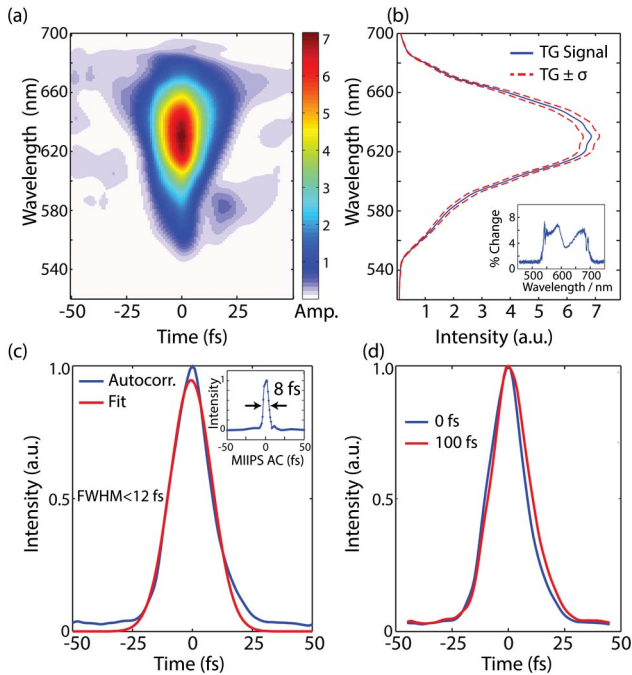 (a)
700
660
620
580
540
Wavelength (nm)
-50 -25 0 25
Time (fs)
7
6
5
4
3
2
1
Amp.
(b)
700
660
620
580
540
Wavelength (nm)
TG Signal
TG ± σ
1 2 3 4 5 6 7
Intensity (a.u.)
8
4
0
% Change
500 600 700
Wavelength / nm
(c)
1.0
0.5
0
Intensity (a.u.)
Autocorr.
Fit
FWHM<12 fs
-50 -25 0 25 50
Time (fs)
1
0
Intensity
8 fs
-50 0 50
MIIPS AC (fs)
(d)
1.0
0.5
0
Intensity (a.u.)
0 fs
100 fs
-50 -25 0 25 50
Time (fs)